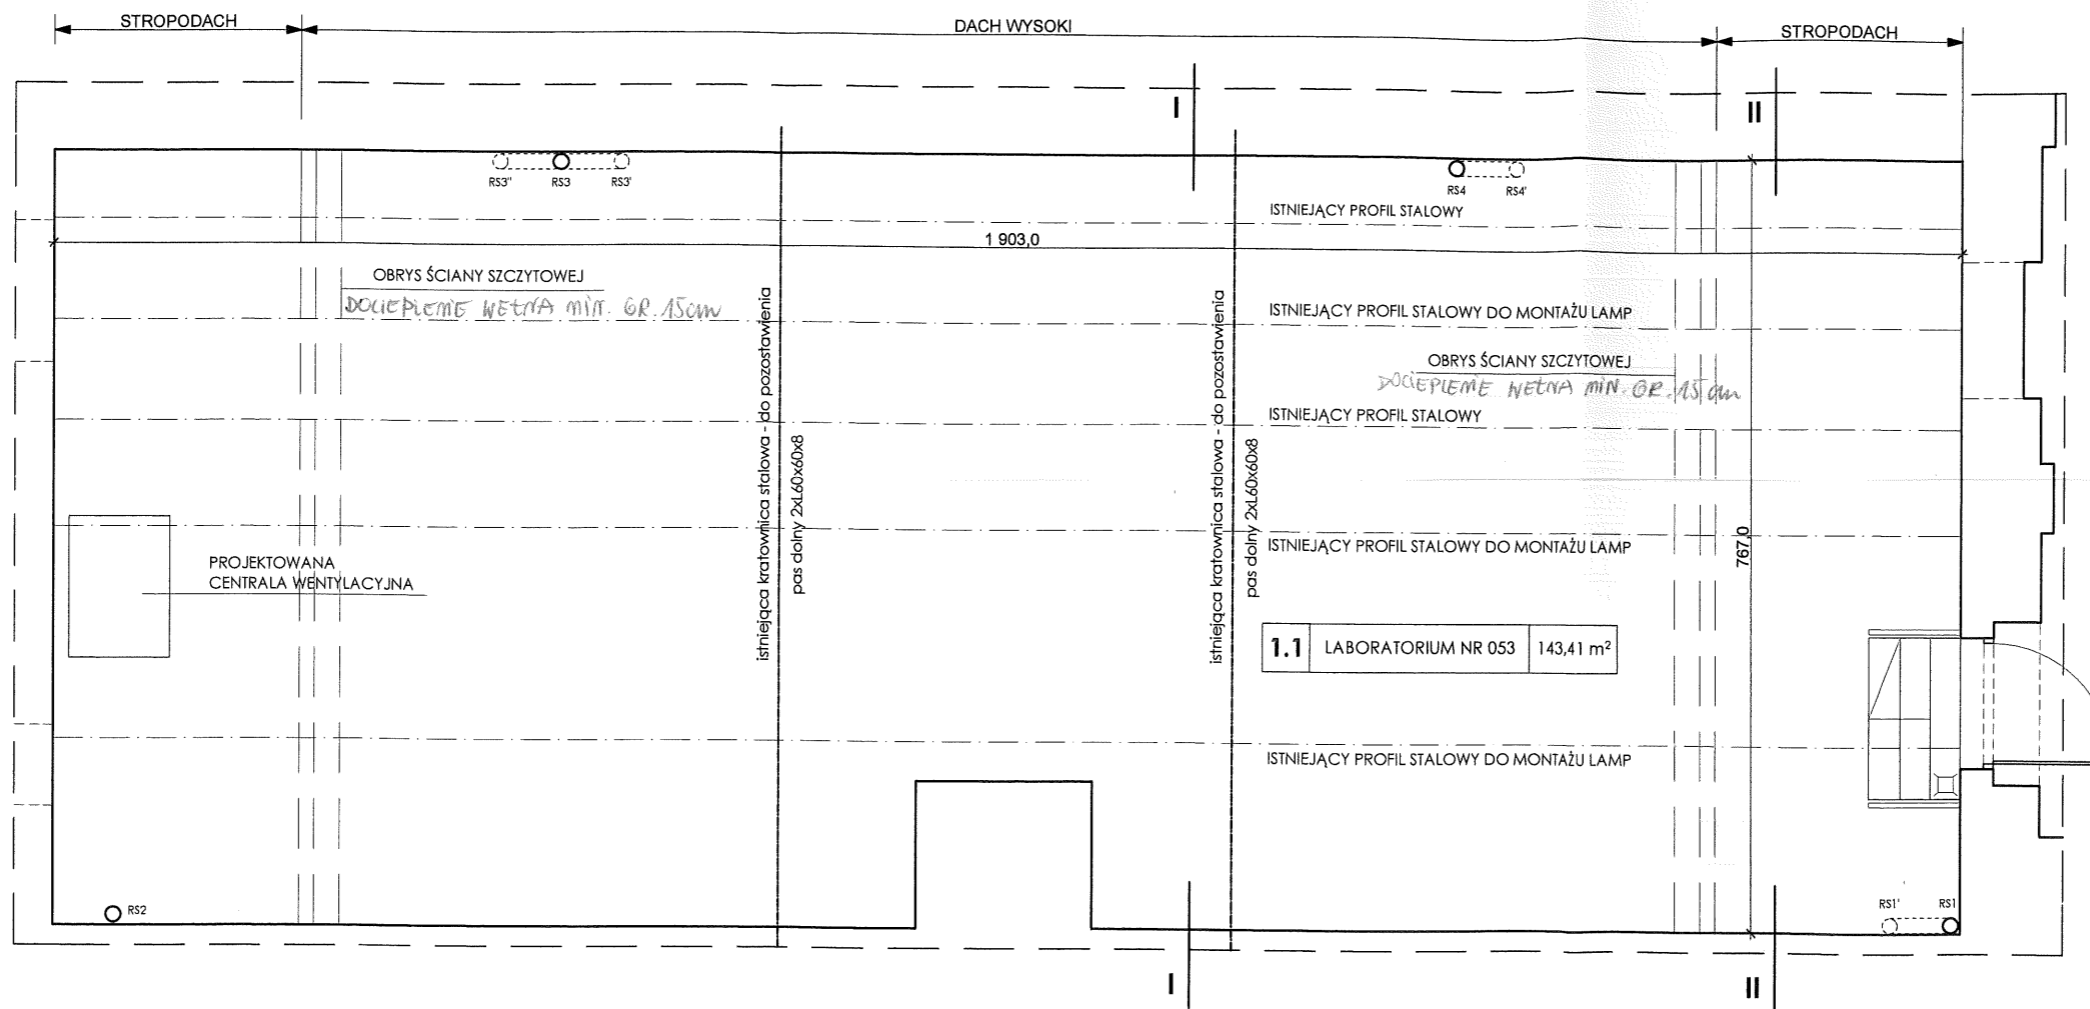 STROPODACH
DACH WYSOKI
STROPODACH
I
II
RS3"
RS3
RS3'
RS4
RS4'
ISTNIEJĄCY PROFIL STALOWY
1 903,0
OBRYS ŚCIANY SZCZYTOWEJ
DOCIEPLENIE WEŁNA MIN. GR. 15cm
ISTNIEJĄCY PROFIL STALOWY DO MONTAŻU LAMP
OBRYS ŚCIANY SZCZYTOWEJ
DOCIEPLENIE WEŁNA MIN. GR. 15 cm
ISTNIEJĄCY PROFIL STALOWY
istniejąca kratownica stalowa - do pozostawienia
pas dolny 2xL60x60x8
istniejąca kratownica stalowa - do pozostawienia
pas dolny 2xL60x60x8
767,0
ISTNIEJĄCY PROFIL STALOWY DO MONTAŻU LAMP
PROJEKTOWANA
CENTRALA WENTYLACYJNA
1.1 LABORATORIUM NR 053 143,41 m²
ISTNIEJĄCY PROFIL STALOWY DO MONTAŻU LAMP
RS2
RS1'
RS1
I
II